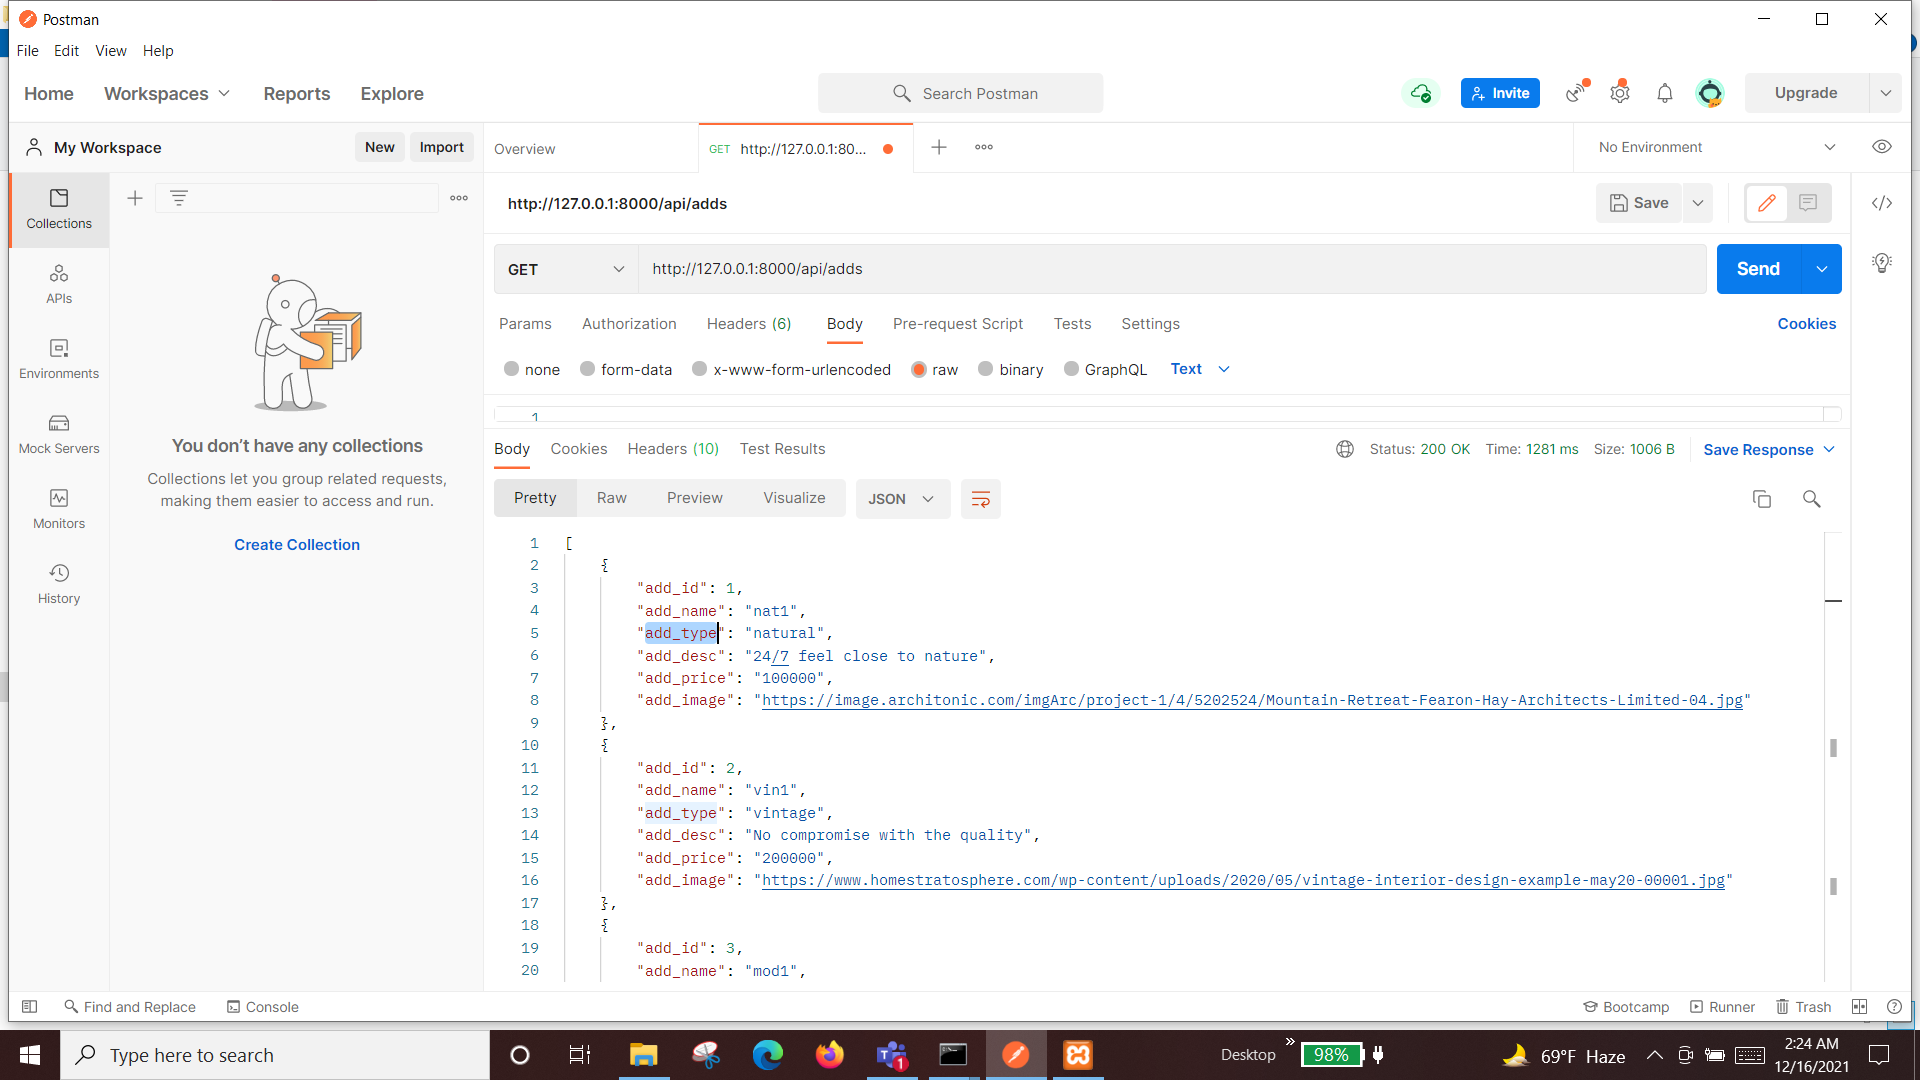 Postman
File Edit View Help
Home Workspaces Reports Explore Search Postman Invite Upgrade
My Workspace New Import Overview GET http://127.0.0.1:80... No Environment
http://127.0.0.1:8000/api/adds Save
Collections
GET http://127.0.0.1:8000/api/adds Send
APIs
Params Authorization Headers (6) Body Pre-request Script Tests Settings Cookies
Environments
none form-data x-www-form-urlencoded raw binary GraphQL Text
1
Mock Servers
You don't have any collections
Collections let you group related requests,
making them easier to access and run.
Create Collection
Monitors
History
Body Cookies Headers (10) Test Results Status: 200 OK Time: 1281 ms Size: 1006 B Save Response
Pretty Raw Preview Visualize JSON
1 [
2 {
3 "add_id": 1,
4 "add_name": "nat1",
5 "add_type": "natural",
6 "add_desc": "24/7 feel close to nature",
7 "add_price": "100000",
8 "add_image": "https://image.architonic.com/imgArc/project-1/4/5202524/Mountain-Retreat-Fearon-Hay-Architects-Limited-04.jpg"
9 },
10 {
11 "add_id": 2,
12 "add_name": "vin1",
13 "add_type": "vintage",
14 "add_desc": "No compromise with the quality",
15 "add_price": "200000",
16 "add_image": "https://www.homestratosphere.com/wp-content/uploads/2020/05/vintage-interior-design-example-may20-00001.jpg"
17 },
18 {
19 "add_id": 3,
20 "add_name": "mod1",
Find and Replace Console Bootcamp Runner Trash
Type here to search 1 Desktop 98% 69°F Haze 2:24 AM
12/16/2021